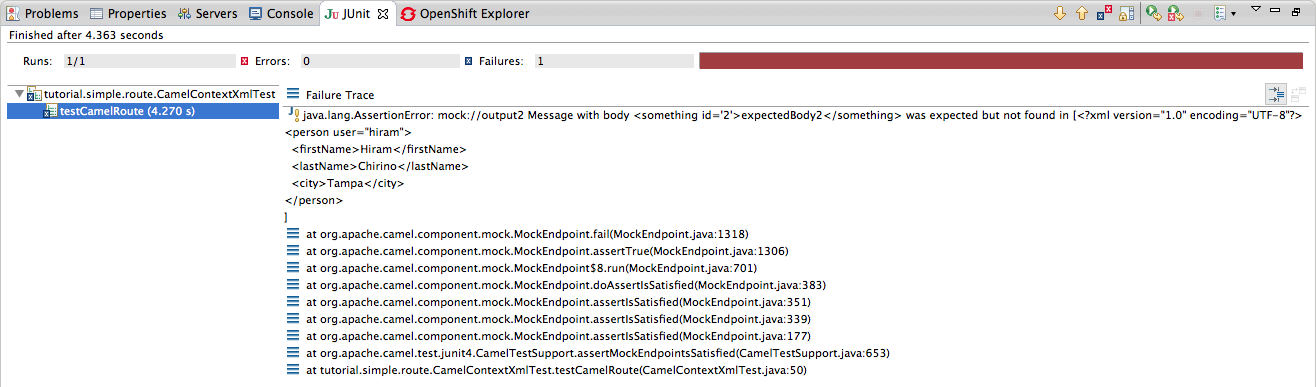 Problems Properties Servers Console JUnit OpenShift Explorer
Finished after 4.363 seconds
Runs: 1/1 Errors: 0 Failures: 1
tutorial.simple.route.CamelContextXmlTest
testCamelRoute (4.270 s)
Failure Trace
java.lang.AssertionError: mock://output2 Message with body <something id='2'>expectedBody2</something> was expected but not found in [<?xml version="1.0" encoding="UTF-8"?>
<person user="hiram">
<firstName>Hiram</firstName>
<lastName>Chirino</lastName>
<city>Tampa</city>
</person>
]
at org.apache.camel.component.mock.MockEndpoint.fail(MockEndpoint.java:1318)
at org.apache.camel.component.mock.MockEndpoint.assertTrue(MockEndpoint.java:1306)
at org.apache.camel.component.mock.MockEndpoint$8.run(MockEndpoint.java:701)
at org.apache.camel.component.mock.MockEndpoint.doAssertIsSatisfied(MockEndpoint.java:383)
at org.apache.camel.component.mock.MockEndpoint.assertIsSatisfied(MockEndpoint.java:351)
at org.apache.camel.component.mock.MockEndpoint.assertIsSatisfied(MockEndpoint.java:339)
at org.apache.camel.component.mock.MockEndpoint.assertIsSatisfied(MockEndpoint.java:177)
at org.apache.camel.test.junit4.CamelTestSupport.assertMockEndpointsSatisfied(CamelTestSupport.java:653)
at tutorial.simple.route.CamelContextXmlTest.testCamelRoute(CamelContextXmlTest.java:50)